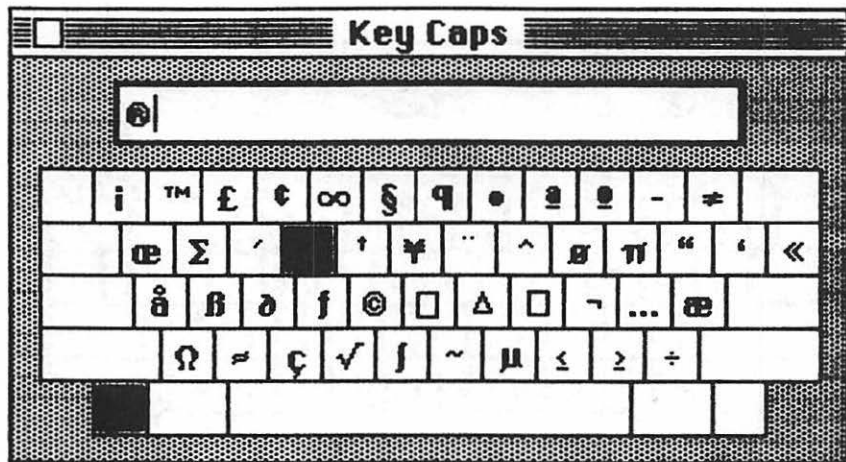 Key Caps
®
¡ ™ £ ¢ ∞ § ¶ • ª º – ≠
œ Σ ´ † ¥ ¨ ^ ø π “ ‘ «
å ß ∂ ƒ © □ Δ □ ¬ … æ
Ω ≈ ç √ ∫ ~ µ ≤ ≥ ÷